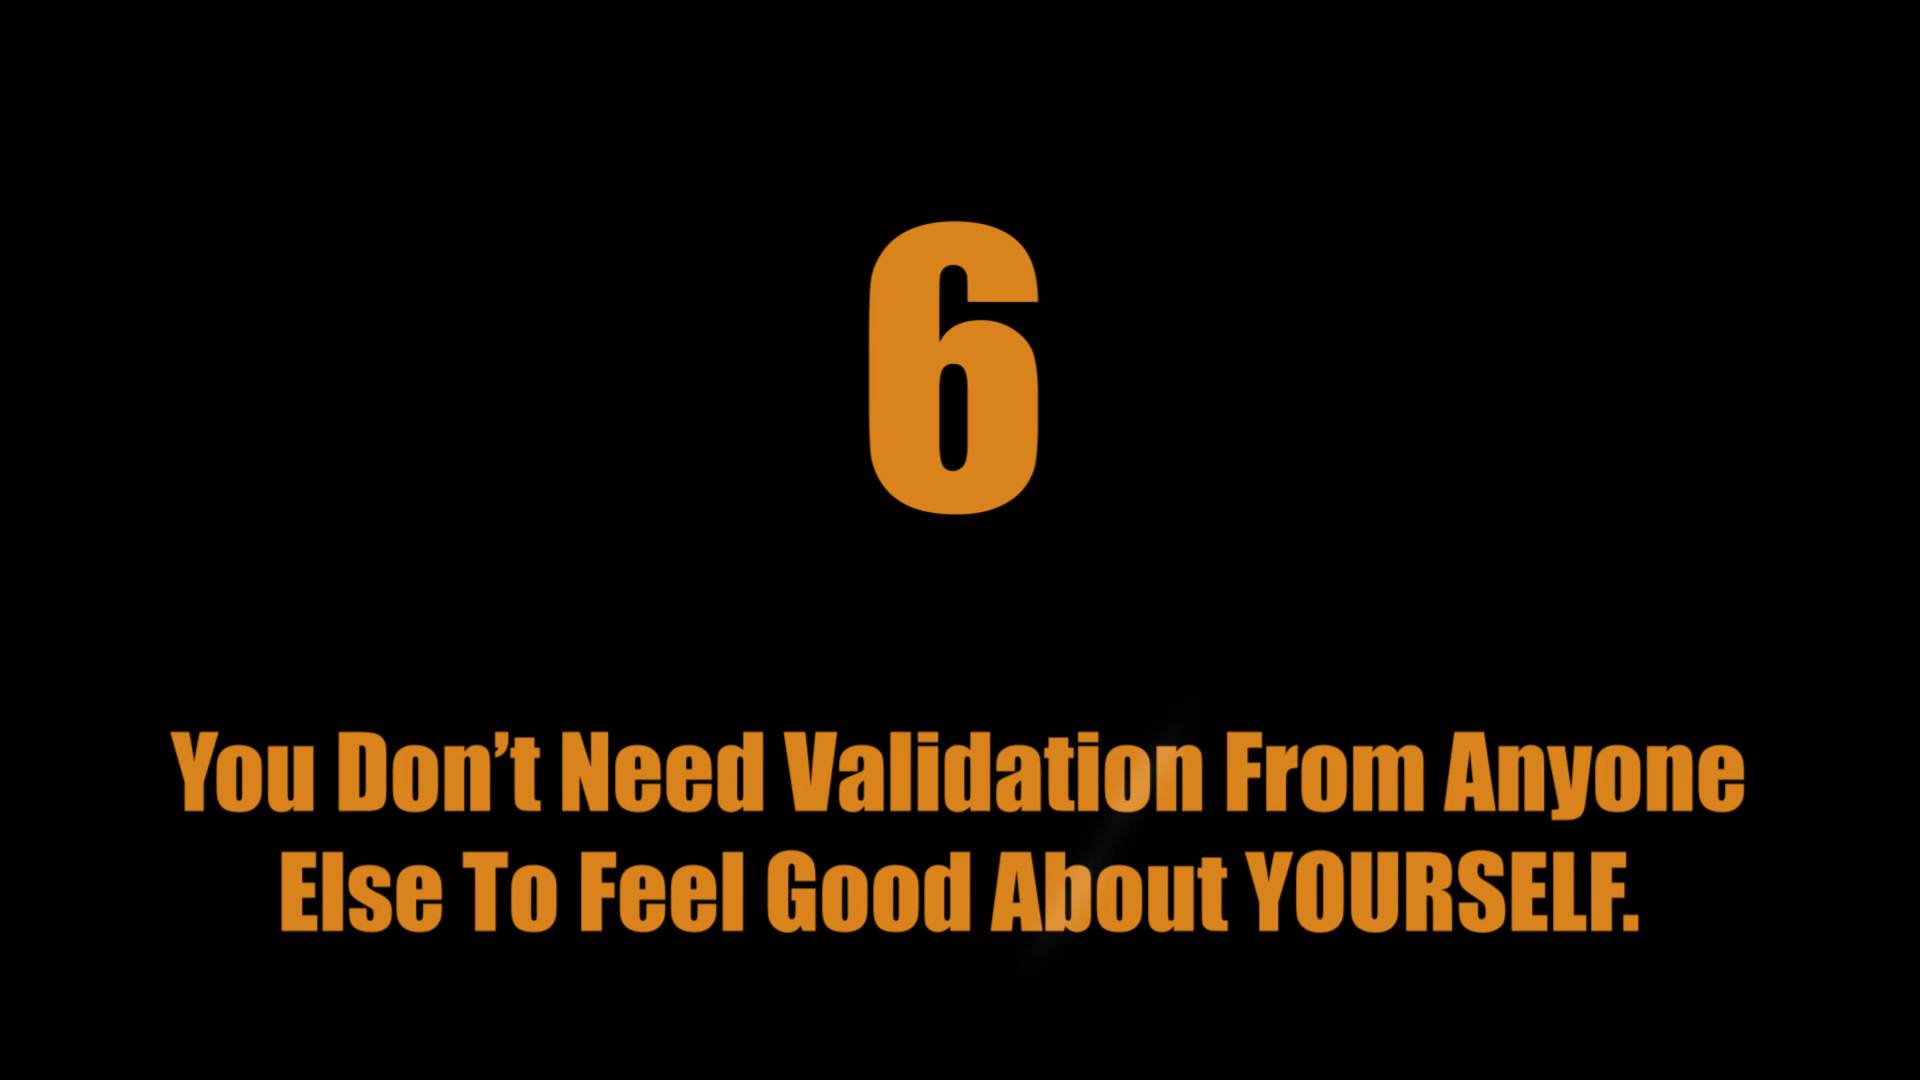 6
You Don’t Need Validation From Anyone
Else To Feel Good About YOURSELF.